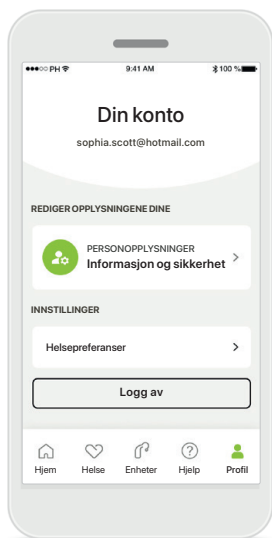 ●●●○○ PH 9:41 AM 100 %
Din konto
sophia.scott@hotmail.com
REDIGER OPPLYSNINGENE DINE
PERSONOPPLYSNINGER
Informasjon og sikkerhet
INNSTILLINGER
Helsepreferanser
Logg av
Hjem Helse Enheter Hjelp Profil